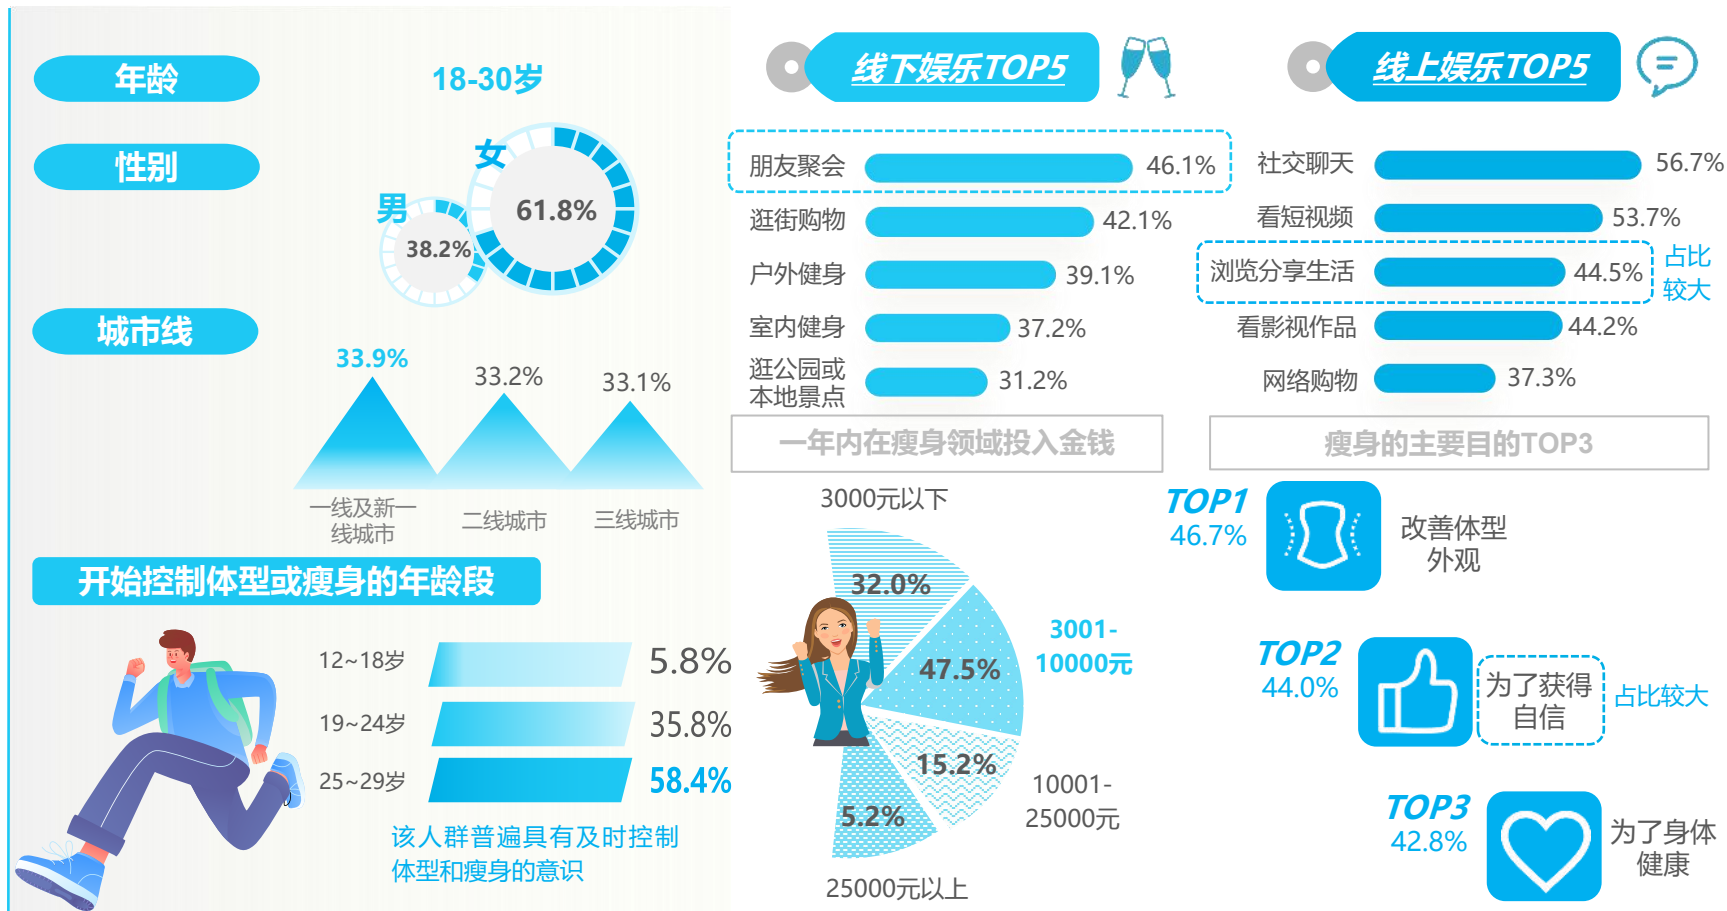 年龄
18-30岁
性别
女
61.8%
男
38.2%
城市线
33.9%
33.2%
33.1%
一线及新一
线城市
二线城市
三线城市
开始控制体型或瘦身的年龄段
12~18岁
5.8%
19~24岁
35.8%
25~29岁
58.4%
该人群普遍具有及时控制
体型和瘦身的意识
线下娱乐TOP5
朋友聚会
46.1%
逛街购物
42.1%
户外健身
39.1%
室内健身
37.2%
逛公园或
本地景点
31.2%
线上娱乐TOP5
社交聊天
56.7%
看短视频
53.7%
浏览分享生活
44.5%
占比
较大
看影视作品
44.2%
网络购物
37.3%
一年内在瘦身领域投入金钱
3000元以下
32.0%
3001-
10000元
47.5%
15.2%
10001-
25000元
5.2%
25000元以上
瘦身的主要目的TOP3
TOP1
46.7%
改善体型
外观
TOP2
44.0%
为了获得
自信
占比较大
TOP3
42.8%
为了身体
健康